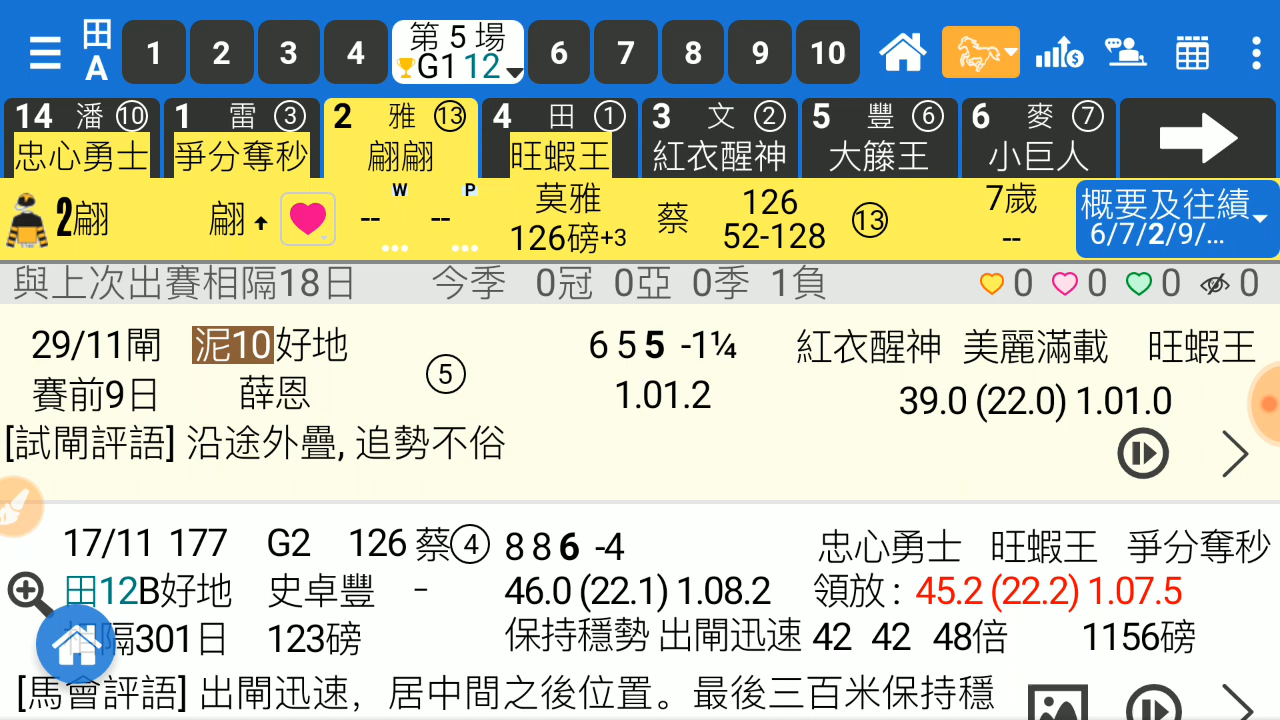 田 A 1 2 3 4 第 5 場 G1 12 6 7 8 9 10
14 潘 10 忠心勇士
1 雷 3 爭分奪秒
2 雅 13 翩翩
4 田 1 旺蝦王
3 文 2 紅衣醒神
5 豐 6 大籐王
6 麥 7 小巨人
2翩 翩
W -- P --
莫雅
126磅+3
蔡
126
52-128
13
7歲
--
概要及往績
6/7/2/9/...
與上次出賽相隔18日 今季 0冠 0亞 0季 1負 0 0 0 0
29/11閘 泥10好地 6 5 5 -1¼ 紅衣醒神 美麗滿載 旺蝦王
賽前9日 薛恩 5 1.01.2 39.0 (22.0) 1.01.0
[試閘評語] 沿途外疊, 追勢不俗
17/11 177 G2 126 蔡 4 8 8 6 -4 忠心勇士 旺蝦王 爭分奪秒
田12B好地 史卓豐 - 46.0 (22.1) 1.08.2 領放: 45.2 (22.2) 1.07.5
相隔301日 123磅 保持穩勢 出閘迅速 42 42 48倍 1156磅
[馬會評語] 出閘迅速，居中間之後位置。最後三百米保持穩